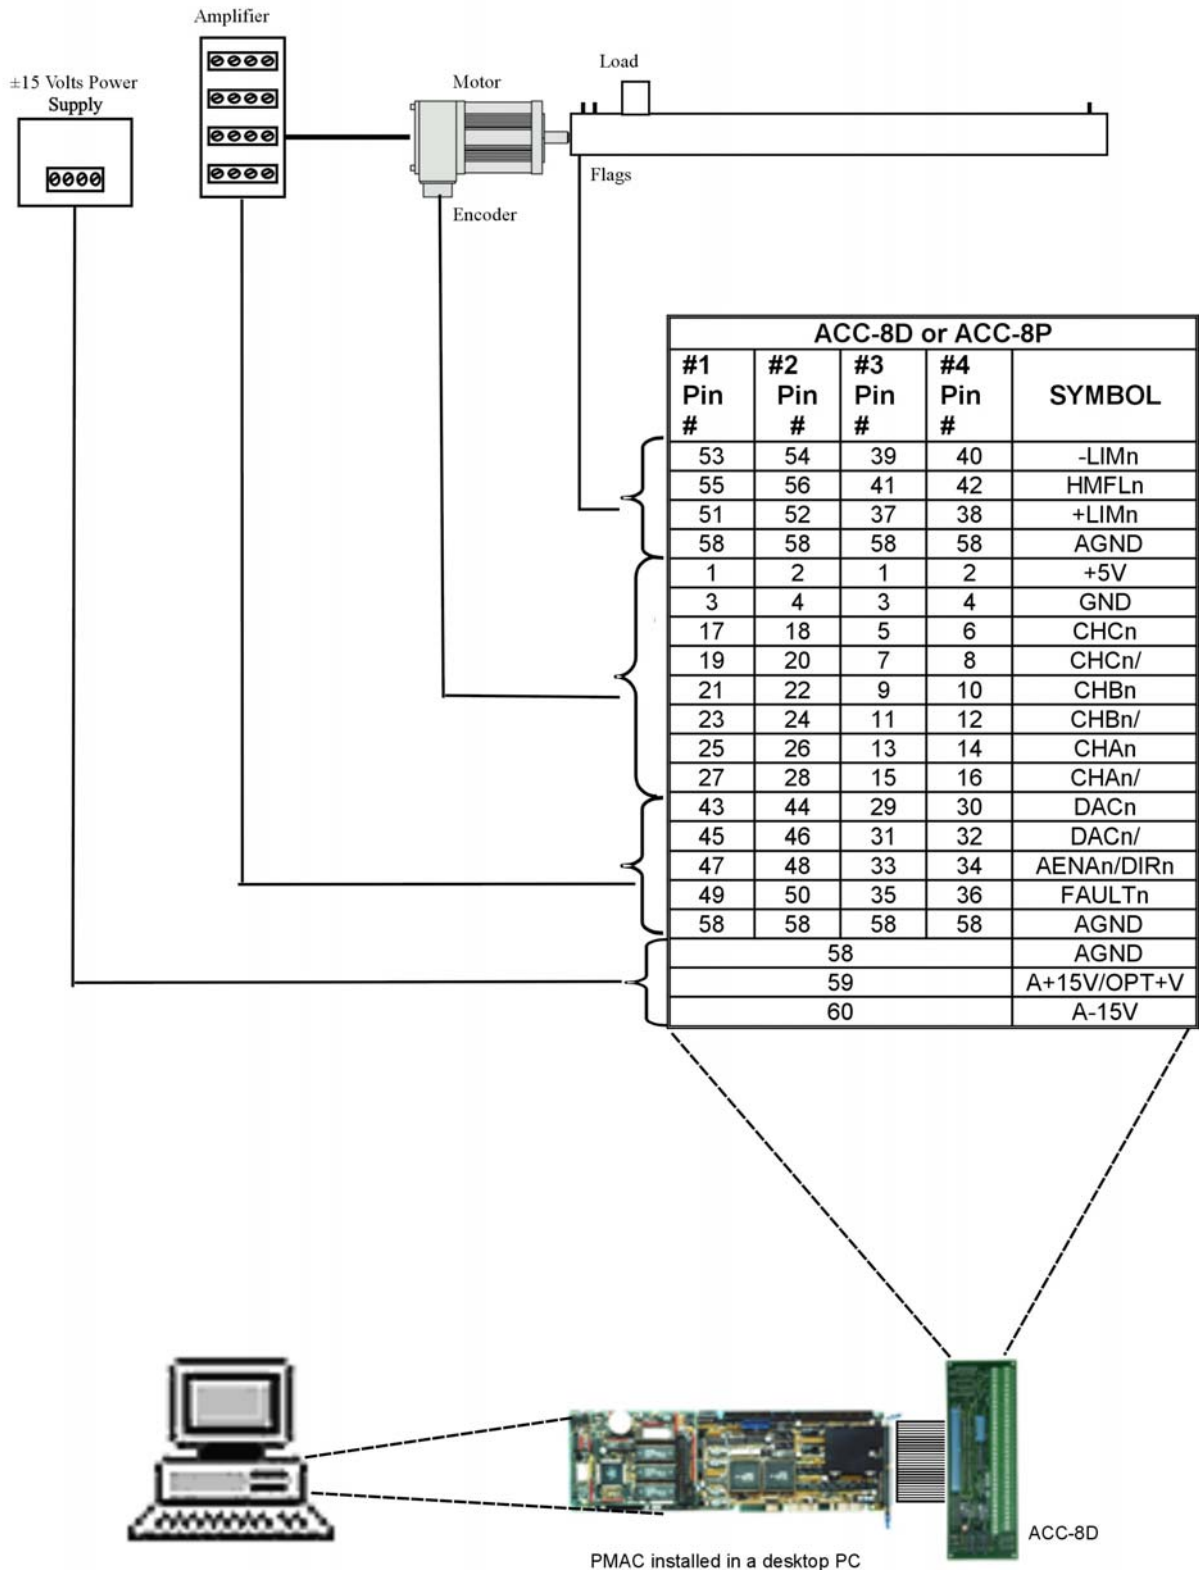 Amplifier
±15 Volts Power
Supply
Motor
Load
Flags
Encoder
ACC-8D or ACC-8P
#1 Pin # #2 Pin # #3 Pin # #4 Pin # SYMBOL
53 54 39 40 -LIMn
55 56 41 42 HMFLn
51 52 37 38 +LIMn
58 58 58 58 AGND
1 2 1 2 +5V
3 4 3 4 GND
17 18 5 6 CHCn
19 20 7 8 CHCn/
21 22 9 10 CHBn
23 24 11 12 CHBn/
25 26 13 14 CHAn
27 28 15 16 CHAn/
43 44 29 30 DACn
45 46 31 32 DACn/
47 48 33 34 AENAn/DIRn
49 50 35 36 FAULTn
58 58 58 58 AGND
58 AGND
59 A+15V/OPT+V
60 A-15V
ACC-8D
PMAC installed in a desktop PC